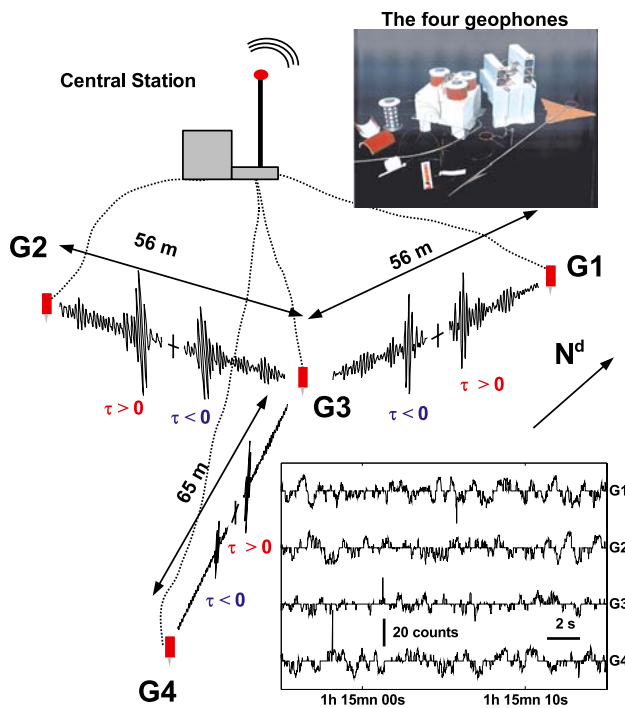 The four geophones
Central Station
G2
56 m
56 m
G1
N^d
G3
τ > 0
τ < 0
τ < 0
τ > 0
65 m
τ > 0
τ < 0
G4
G1
G2
G3
20 counts
2 s
G4
1h 15mn 00s
1h 15mn 10s